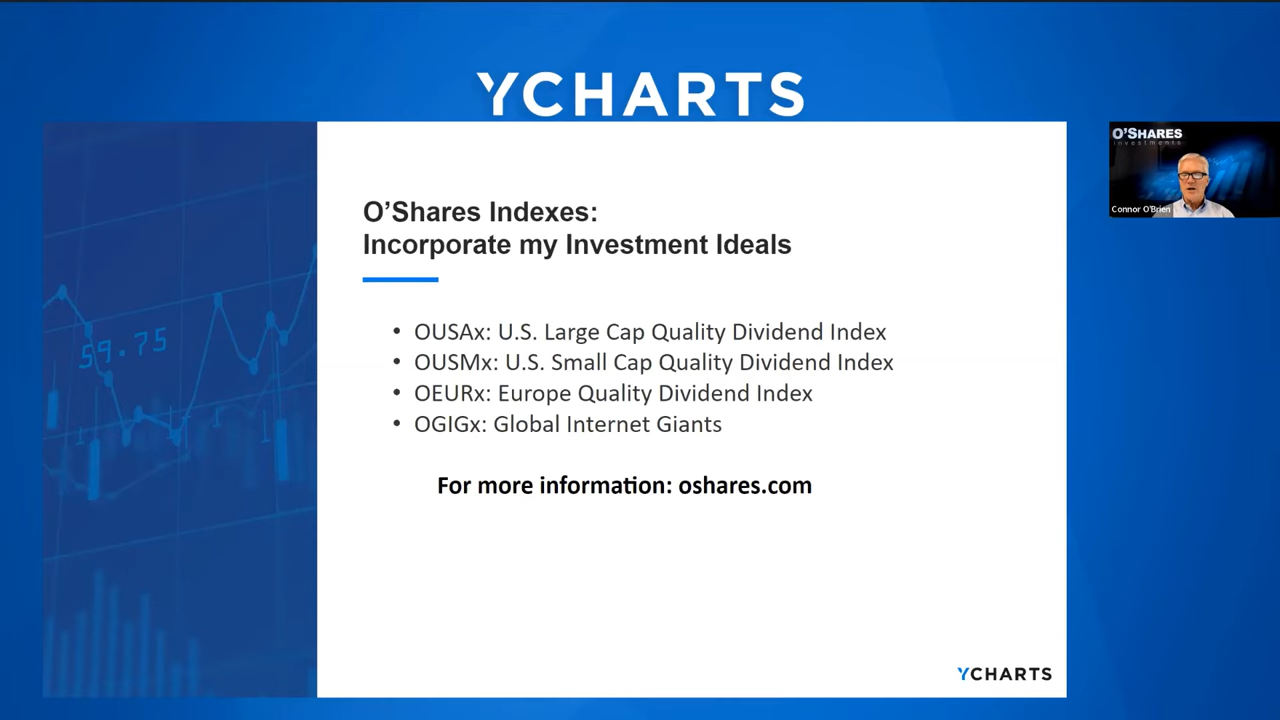 YCHARTS
O'SHARES
Investments
Connor O'Brien
O’Shares Indexes:
Incorporate my Investment Ideals
59.75
• OUSAx: U.S. Large Cap Quality Dividend Index
• OUSMx: U.S. Small Cap Quality Dividend Index
• OEURx: Europe Quality Dividend Index
• OGIGx: Global Internet Giants
For more information: oshares.com
YCHARTS